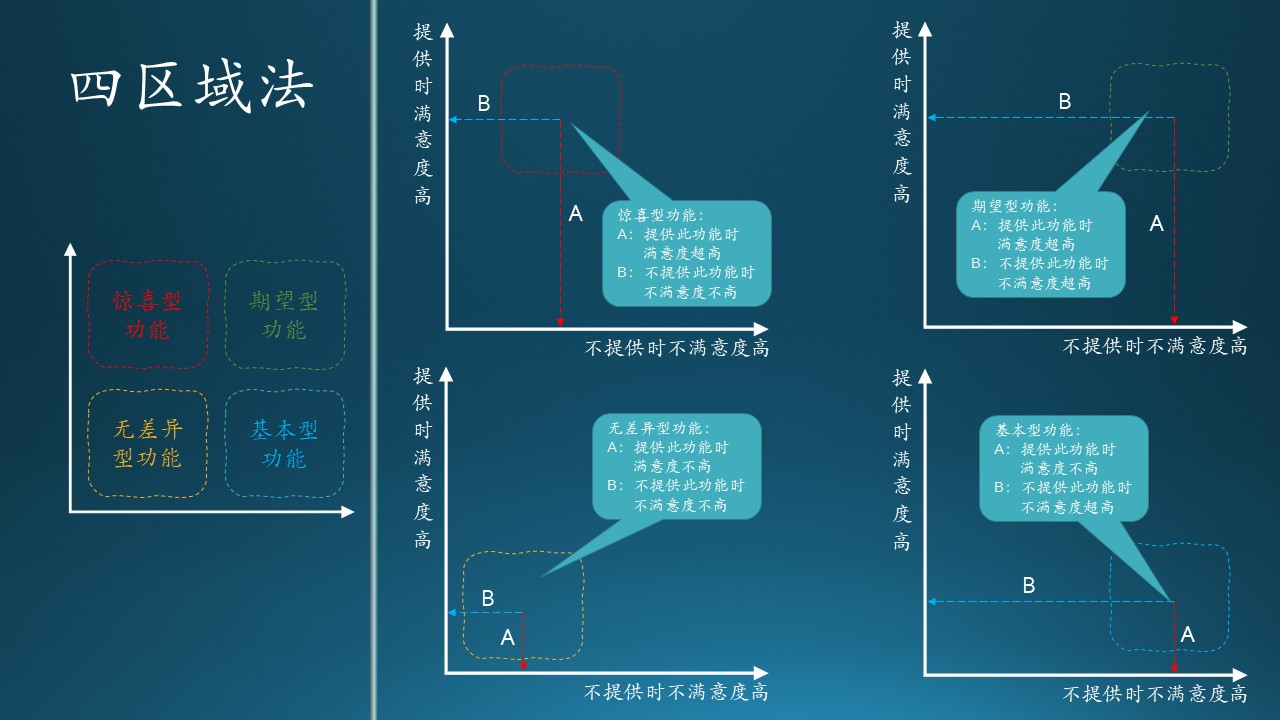 四区域法
惊喜型
功能
期望型
功能
无差异
型功能
基本型
功能
提
供
时
满
意
度
高
B
A
惊喜型功能：
A：提供此功能时
满意度超高
B：不提供此功能时
不满意度不高
不提供时不满意度高
提
供
时
满
意
度
高
B
A
期望型功能：
A：提供此功能时
满意度超高
B：不提供此功能时
不满意度超高
不提供时不满意度高
提
供
时
满
意
度
高
无差异型功能：
A：提供此功能时
满意度不高
B：不提供此功能时
不满意度不高
B
A
不提供时不满意度高
提
供
时
满
意
度
高
基本型功能：
A：提供此功能时
满意度不高
B：不提供此功能时
不满意度超高
B
A
不提供时不满意度高